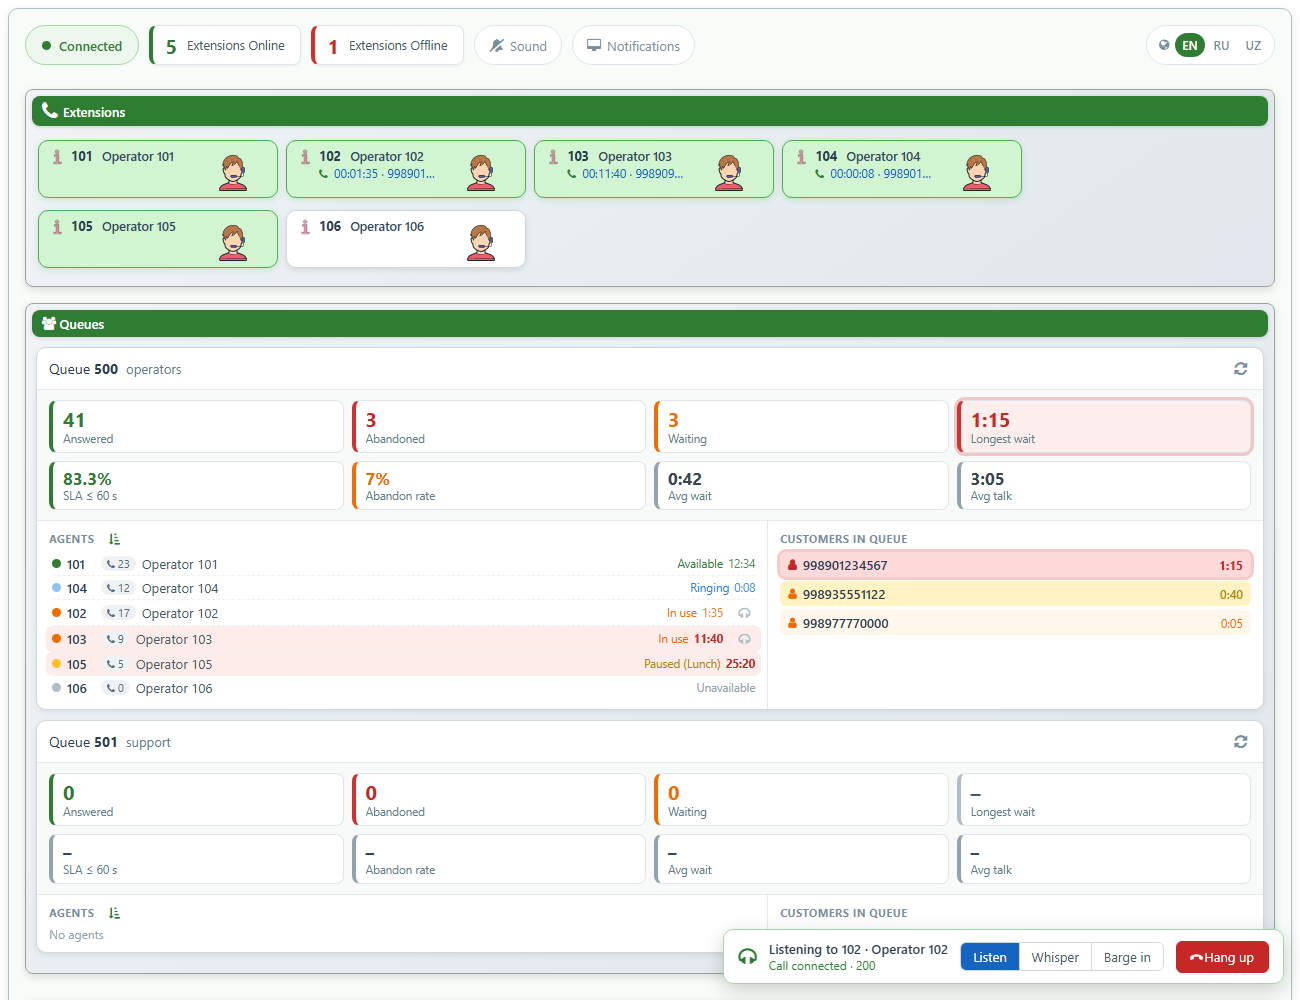 Connected
5 Extensions Online
1 Extensions Offline
Sound
Notifications
EN RU UZ
Extensions
101 Operator 101
102 Operator 102
00:01:35 · 998901...
103 Operator 103
00:11:40 · 998909...
104 Operator 104
00:00:08 · 998901...
105 Operator 105
106 Operator 106
Queues
Queue 500 operators
41
Answered
3
Abandoned
3
Waiting
1:15
Longest wait
83.3%
SLA ≤ 60 s
7%
Abandon rate
0:42
Avg wait
3:05
Avg talk
AGENTS
101 23 Operator 101 Available 12:34
104 12 Operator 104 Ringing 0:08
102 17 Operator 102 In use 1:35
103 9 Operator 103 In use 11:40
105 5 Operator 105 Paused (Lunch) 25:20
106 0 Operator 106 Unavailable
CUSTOMERS IN QUEUE
998901234567 1:15
998935551122 0:40
998977770000 0:05
Queue 501 support
0
Answered
0
Abandoned
0
Waiting
–
Longest wait
–
SLA ≤ 60 s
–
Abandon rate
–
Avg wait
–
Avg talk
AGENTS
No agents
CUSTOMERS IN QUEUE
Listening to 102 · Operator 102
Call connected · 200
Listen
Whisper
Barge in
Hang up